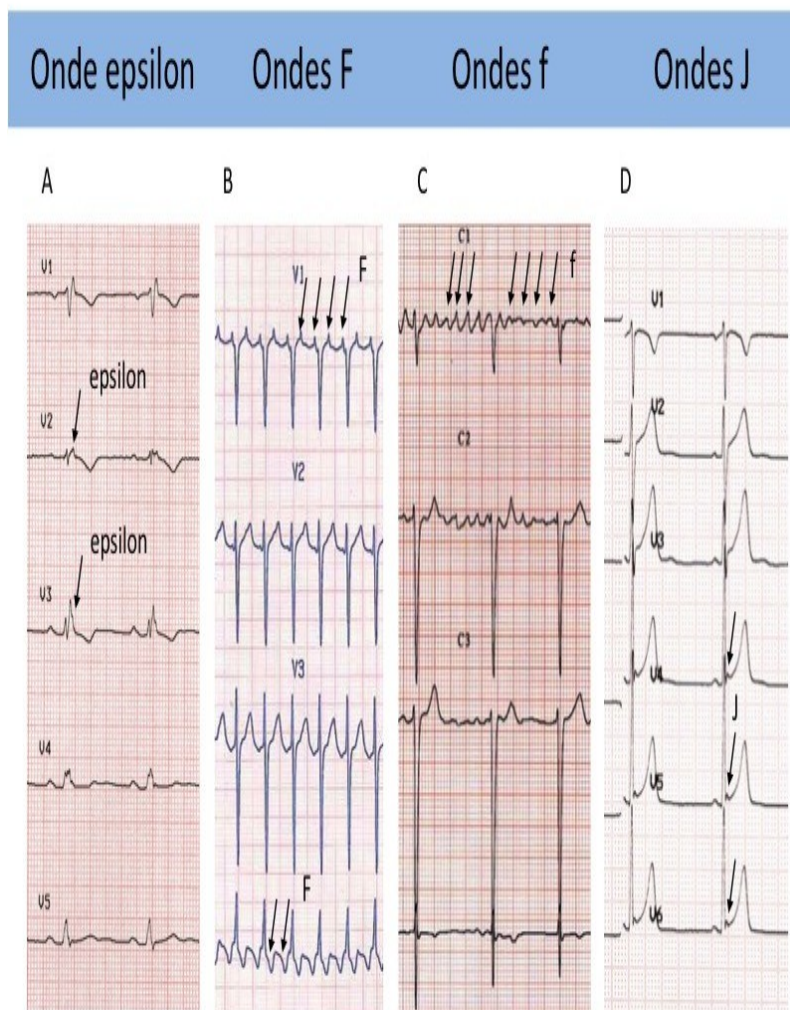 Onde epsilon Ondes F Ondes f Ondes J
A B C D
V1
epsilon
V2
epsilon
V3
V4
V5
V1
F
V2
V3
F
C1
f
C2
C3
V1
V2
V3
V4
J
V5
V6